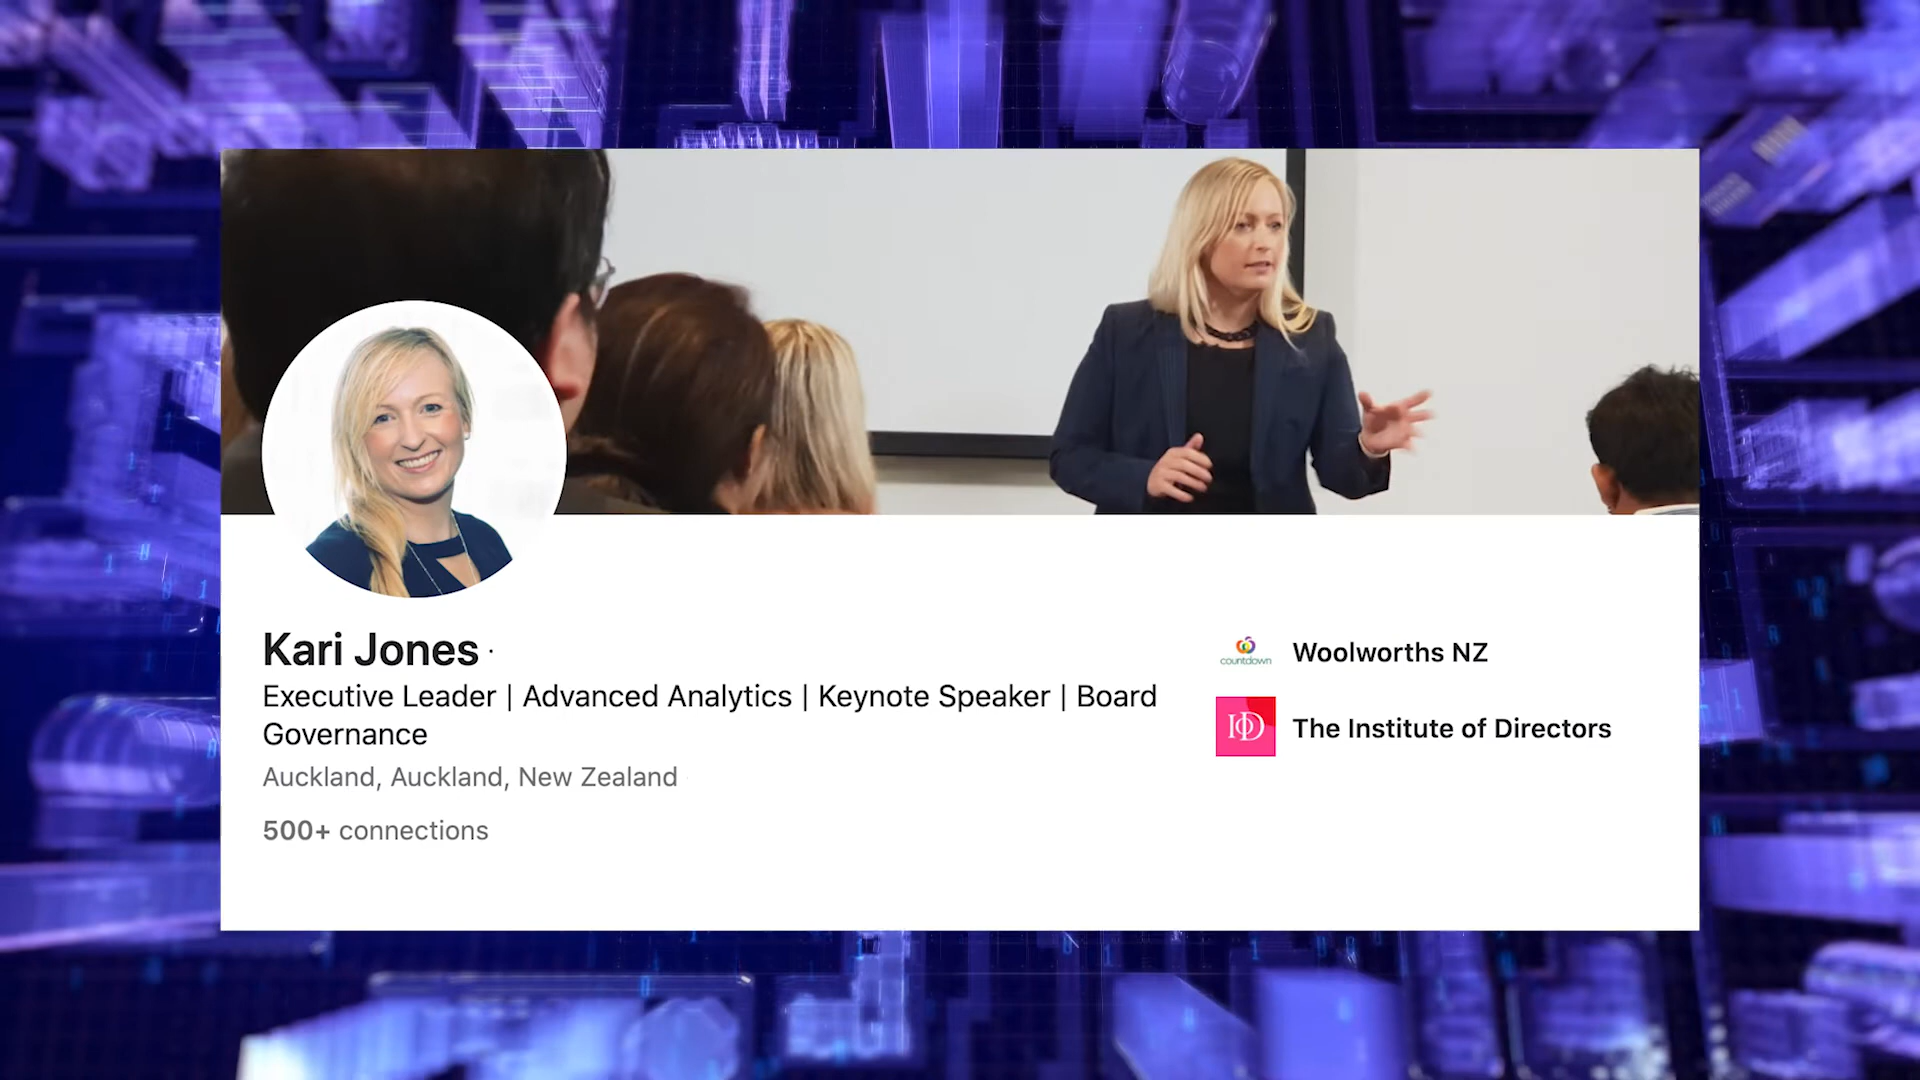 Kari Jones ·
Executive Leader | Advanced Analytics | Keynote Speaker | Board
Governance
Auckland, Auckland, New Zealand
500+ connections
countdown
Woolworths NZ
IoD
The Institute of Directors